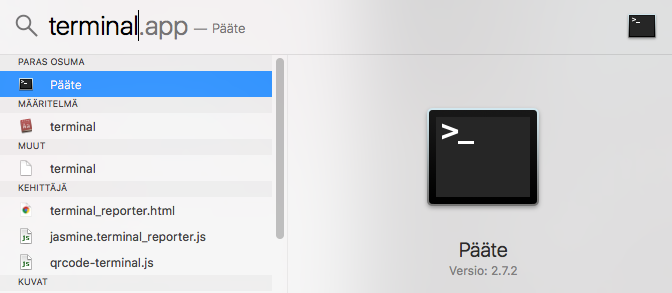 terminal.app — Pääte
PARAS OSUMA
Pääte
MÄÄRITELMÄ
terminal
MUUT
terminal
KEHITTÄJÄ
terminal_reporter.html
jasmine.terminal_reporter.js
qrcode-terminal.js
KUVAT
>_
Pääte
Versio: 2.7.2